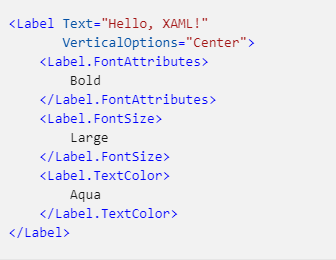 <Label Text="Hello, XAML!"
       VerticalOptions="Center">
    <Label.FontAttributes>
        Bold
    </Label.FontAttributes>
    <Label.FontSize>
        Large
    </Label.FontSize>
    <Label.TextColor>
        Aqua
    </Label.TextColor>
</Label>